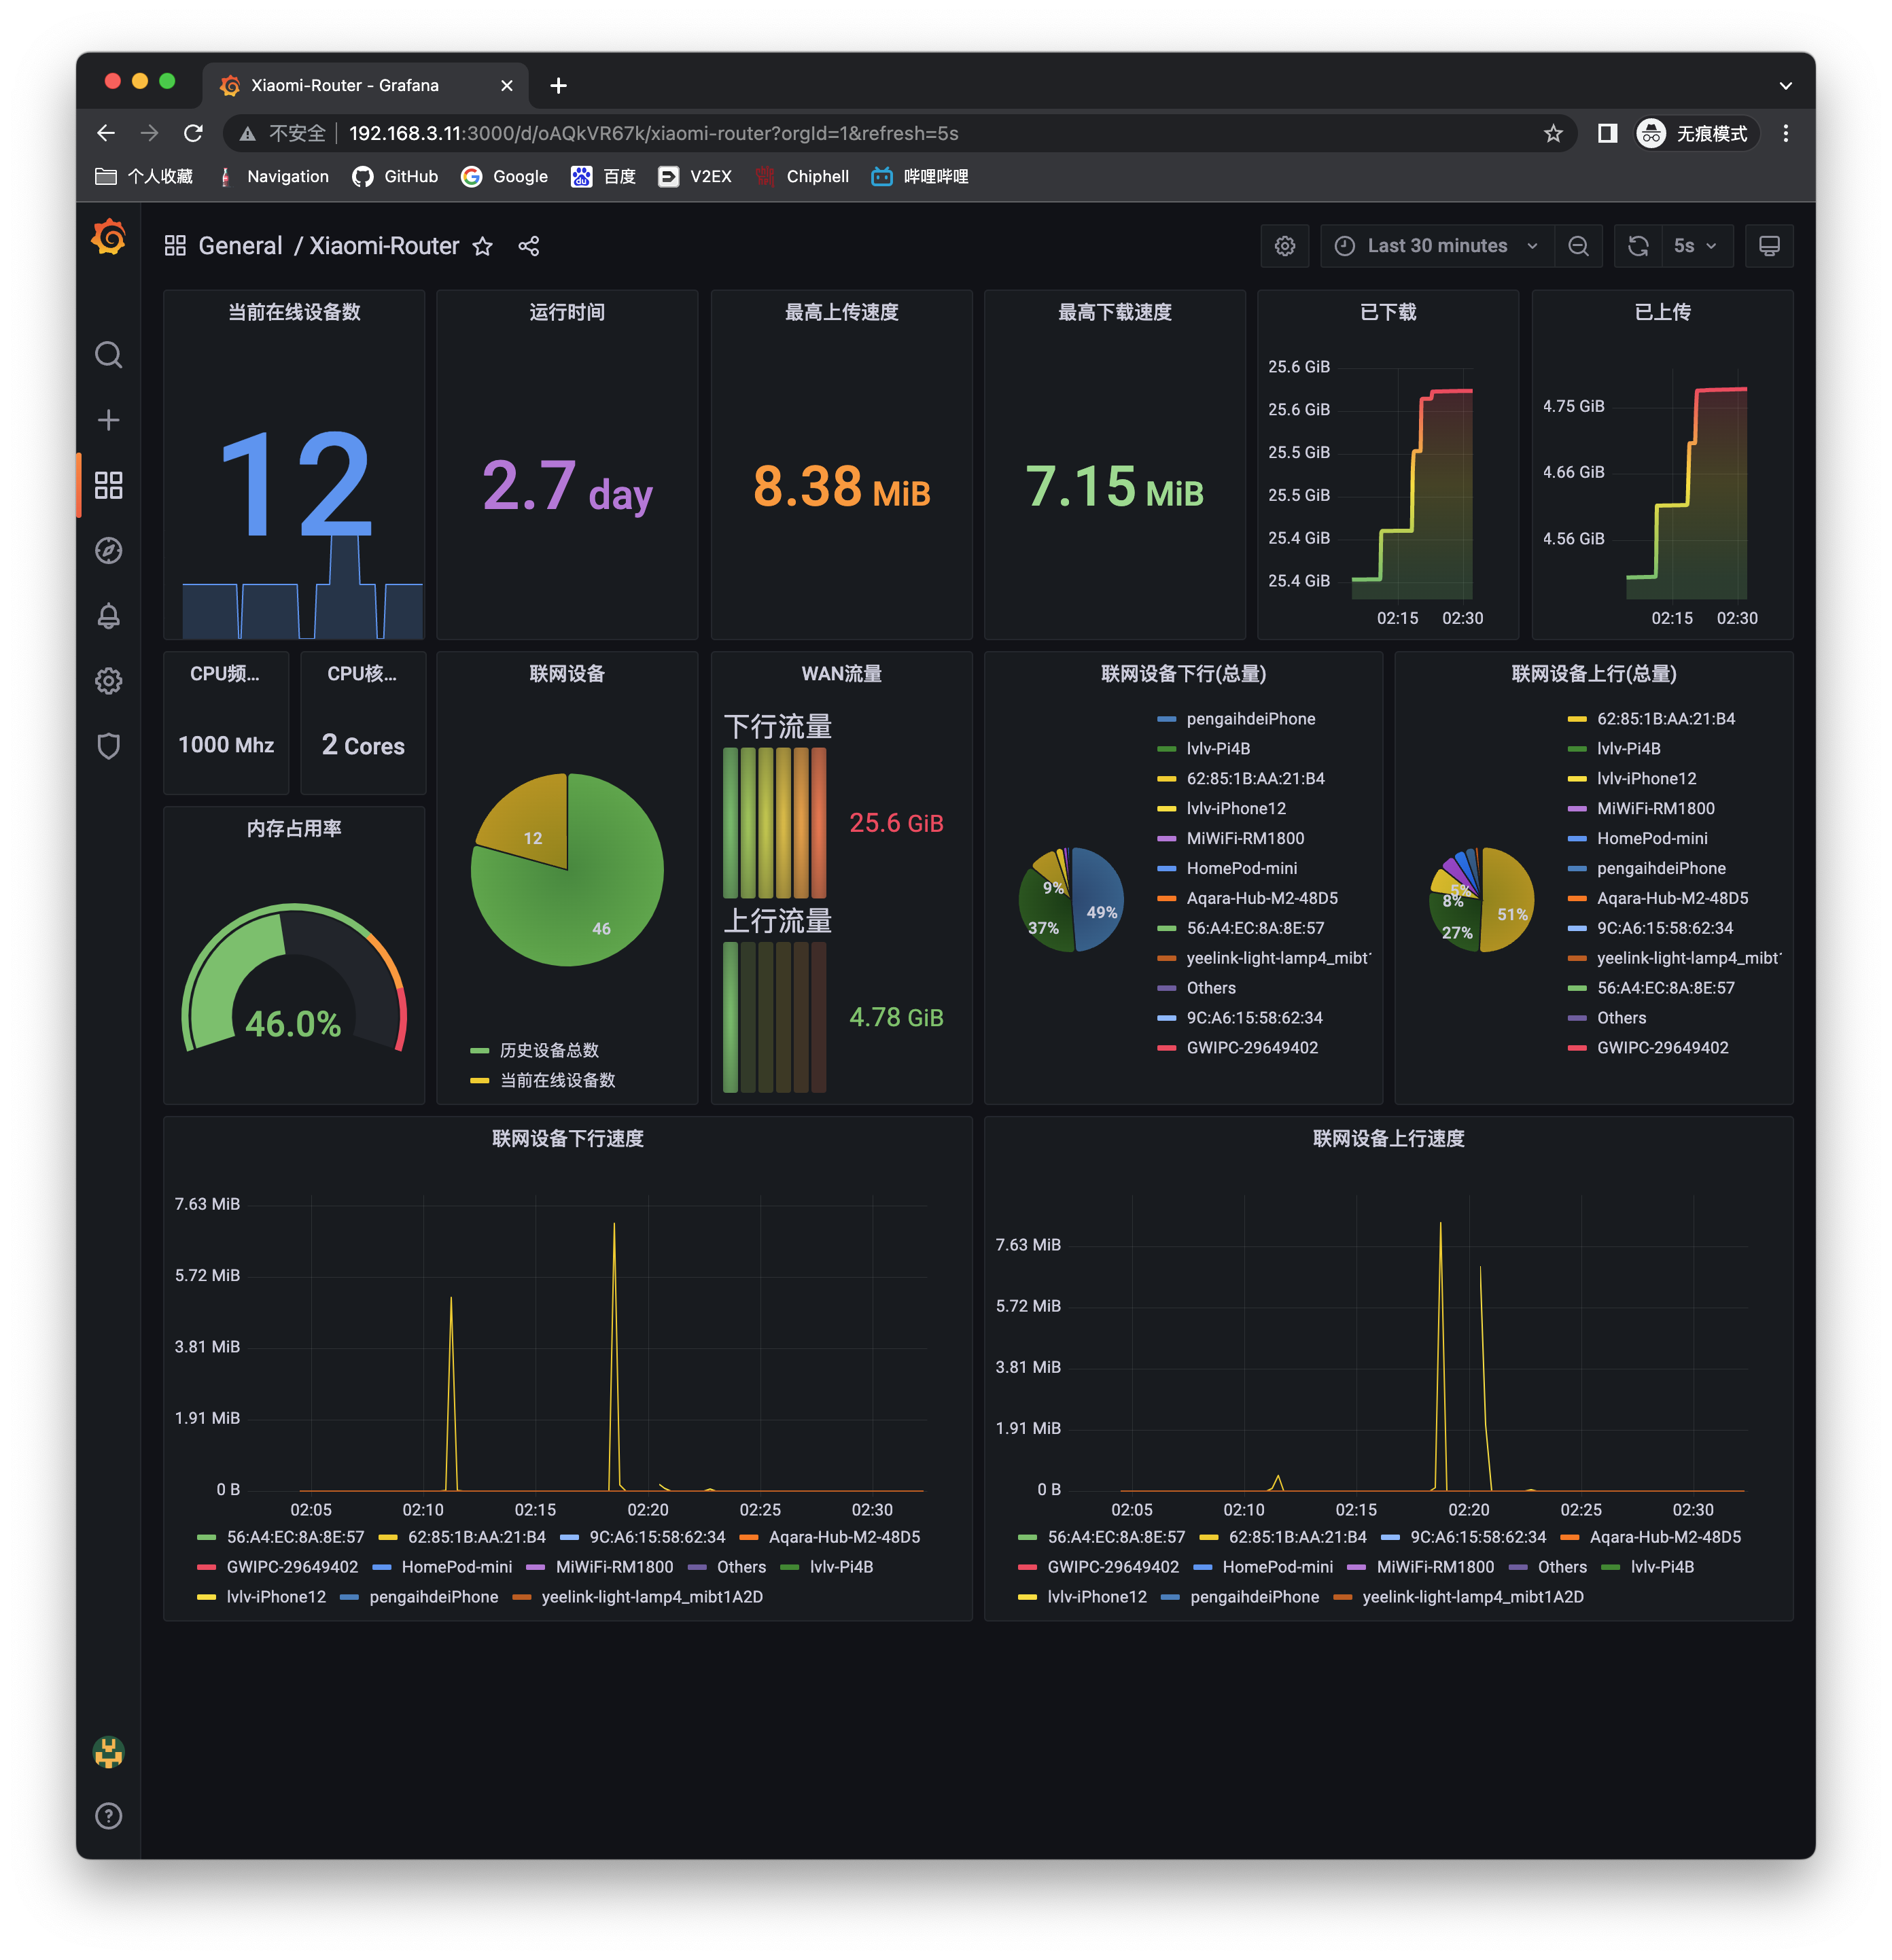 Xiaomi-Router - Grafana
不安全 192.168.3.11:3000/d/oAQkVR67k/xiaomi-router?orgId=1&refresh=5s 无痕模式
个人收藏 Navigation GitHub Google 百度 V2EX Chiphell 哔哩哔哩
General / Xiaomi-Router Last 30 minutes 5s
当前在线设备数
12
运行时间
2.7 day
最高上传速度
8.38 MiB
最高下载速度
7.15 MiB
已下载
25.6 GiB
25.6 GiB
25.5 GiB
25.5 GiB
25.4 GiB
25.4 GiB
02:15 02:30
已上传
4.75 GiB
4.66 GiB
4.56 GiB
02:15 02:30
CPU频...
1000 Mhz
CPU核...
2 Cores
内存占用率
46.0%
联网设备
12
46
历史设备总数
当前在线设备数
WAN流量
下行流量
25.6 GiB
上行流量
4.78 GiB
联网设备下行(总量)
9%
49%
37%
pengaihdeiPhone
lvlv-Pi4B
62:85:1B:AA:21:B4
lvlv-iPhone12
MiWiFi-RM1800
HomePod-mini
Aqara-Hub-M2-48D5
56:A4:EC:8A:8E:57
yeelink-light-lamp4_mibt
Others
9C:A6:15:58:62:34
GWIPC-29649402
联网设备上行(总量)
5%
8%
51%
27%
62:85:1B:AA:21:B4
lvlv-Pi4B
lvlv-iPhone12
MiWiFi-RM1800
HomePod-mini
pengaihdeiPhone
Aqara-Hub-M2-48D5
9C:A6:15:58:62:34
yeelink-light-lamp4_mibt
56:A4:EC:8A:8E:57
Others
GWIPC-29649402
联网设备下行速度
7.63 MiB
5.72 MiB
3.81 MiB
1.91 MiB
0 B
02:05 02:10 02:15 02:20 02:25 02:30
56:A4:EC:8A:8E:57 62:85:1B:AA:21:B4 9C:A6:15:58:62:34 Aqara-Hub-M2-48D5
GWIPC-29649402 HomePod-mini MiWiFi-RM1800 Others lvlv-Pi4B
lvlv-iPhone12 pengaihdeiPhone yeelink-light-lamp4_mibt1A2D
联网设备上行速度
7.63 MiB
5.72 MiB
3.81 MiB
1.91 MiB
0 B
02:05 02:10 02:15 02:20 02:25 02:30
56:A4:EC:8A:8E:57 62:85:1B:AA:21:B4 9C:A6:15:58:62:34 Aqara-Hub-M2-48D5
GWIPC-29649402 HomePod-mini MiWiFi-RM1800 Others lvlv-Pi4B
lvlv-iPhone12 pengaihdeiPhone yeelink-light-lamp4_mibt1A2D